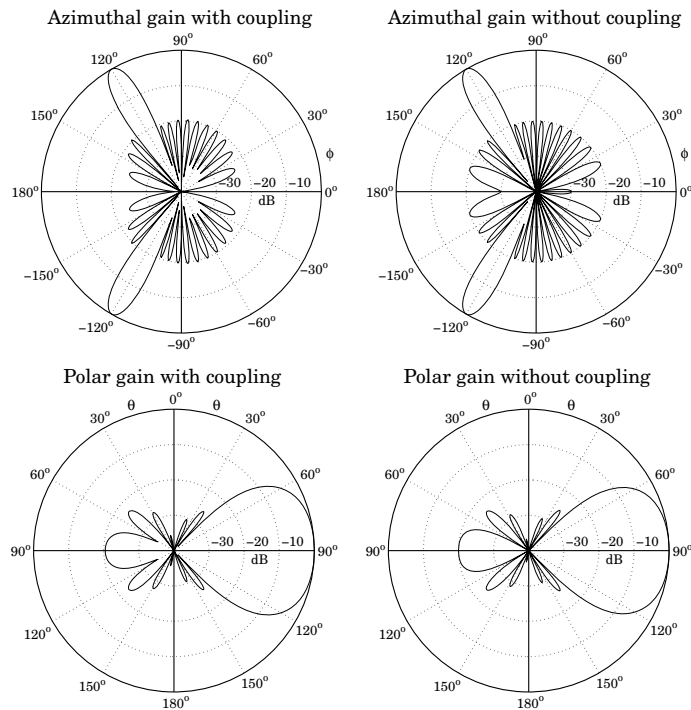 Azimuthal gain with coupling
Azimuthal gain without coupling
90° 90°
120° 60° 120° 60°
150° 30° 150° 30°
ϕ ϕ
180° −30 −20 −10 0° 180° −30 −20 −10 0°
dB dB
−150° −30° −150° −30°
−120° −60° −120° −60°
−90° −90°
Polar gain with coupling
Polar gain without coupling
0° 0°
θ θ θ θ
30° 30° 30° 30°
60° 60° 60° 60°
90° −30 −20 −10 90° 90° −30 −20 −10 90°
dB dB
120° 120° 120° 120°
150° 150° 150° 150°
180° 180°